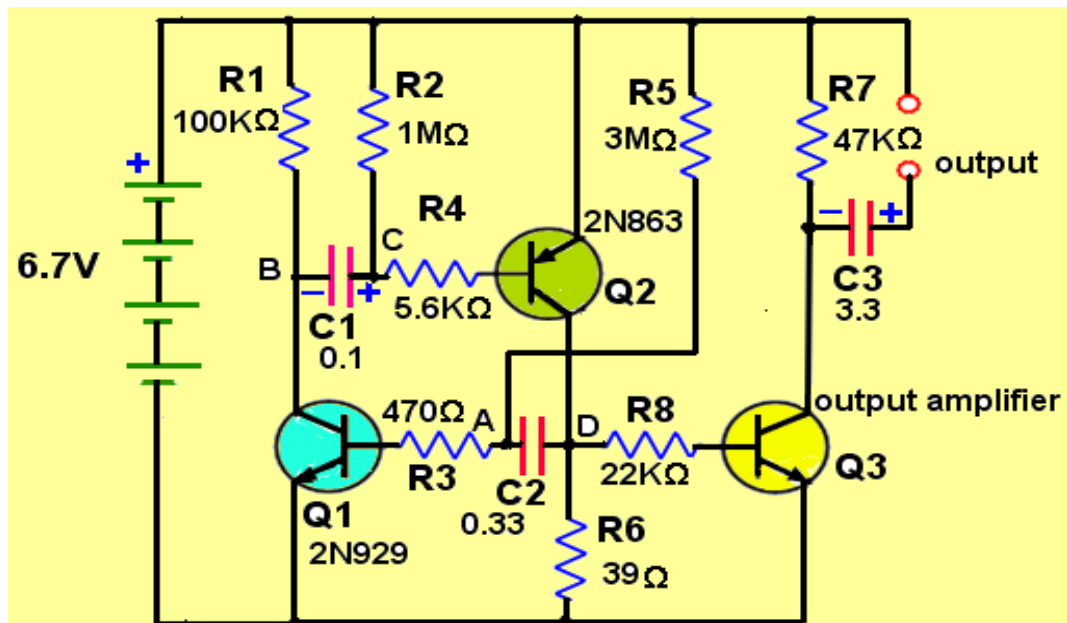 R1
100KΩ
R2
1MΩ
R5
3MΩ
R7
47KΩ
output
+
6.7V
B
C
R4
5.6KΩ
2N863
Q2
− +
C1
0.1
− +
C3
3.3
470Ω
A
R3
C2
0.33
D
R8
22KΩ
output amplifier
Q3
Q1
2N929
R6
39Ω